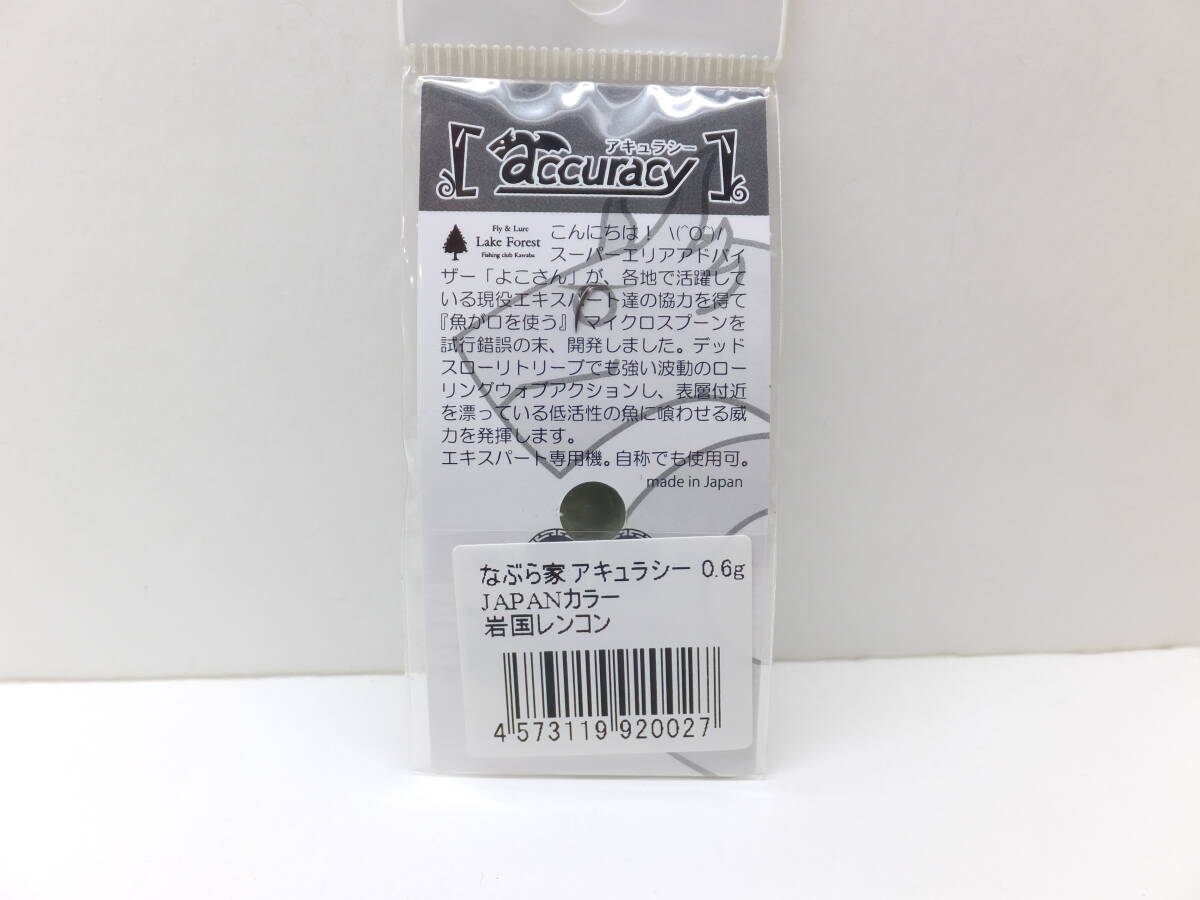 アキュラシー
accuracy
Fly & Lure
Lake Forest
Fishing club Kawaba
こんにちは！ \(^O^)/
スーパーエリアアドバイ
ザー「よこさん」が、各地で活躍して
いる現役エキスパート達の協力を得て
『魚が口を使う』マイクロスプーンを
試行錯誤の末、開発しました。デッド
スローリトリーブでも強い波動のロー
リングウォブアクションし、表層付近
を漂っている低活性の魚に喰わせる威
力を発揮します。
エキスパート専用機。自称でも使用可。
made in Japan
なぶら家 アキュラシー 0.6g
JAPANカラー
岩国レンコン
4 573119 920027